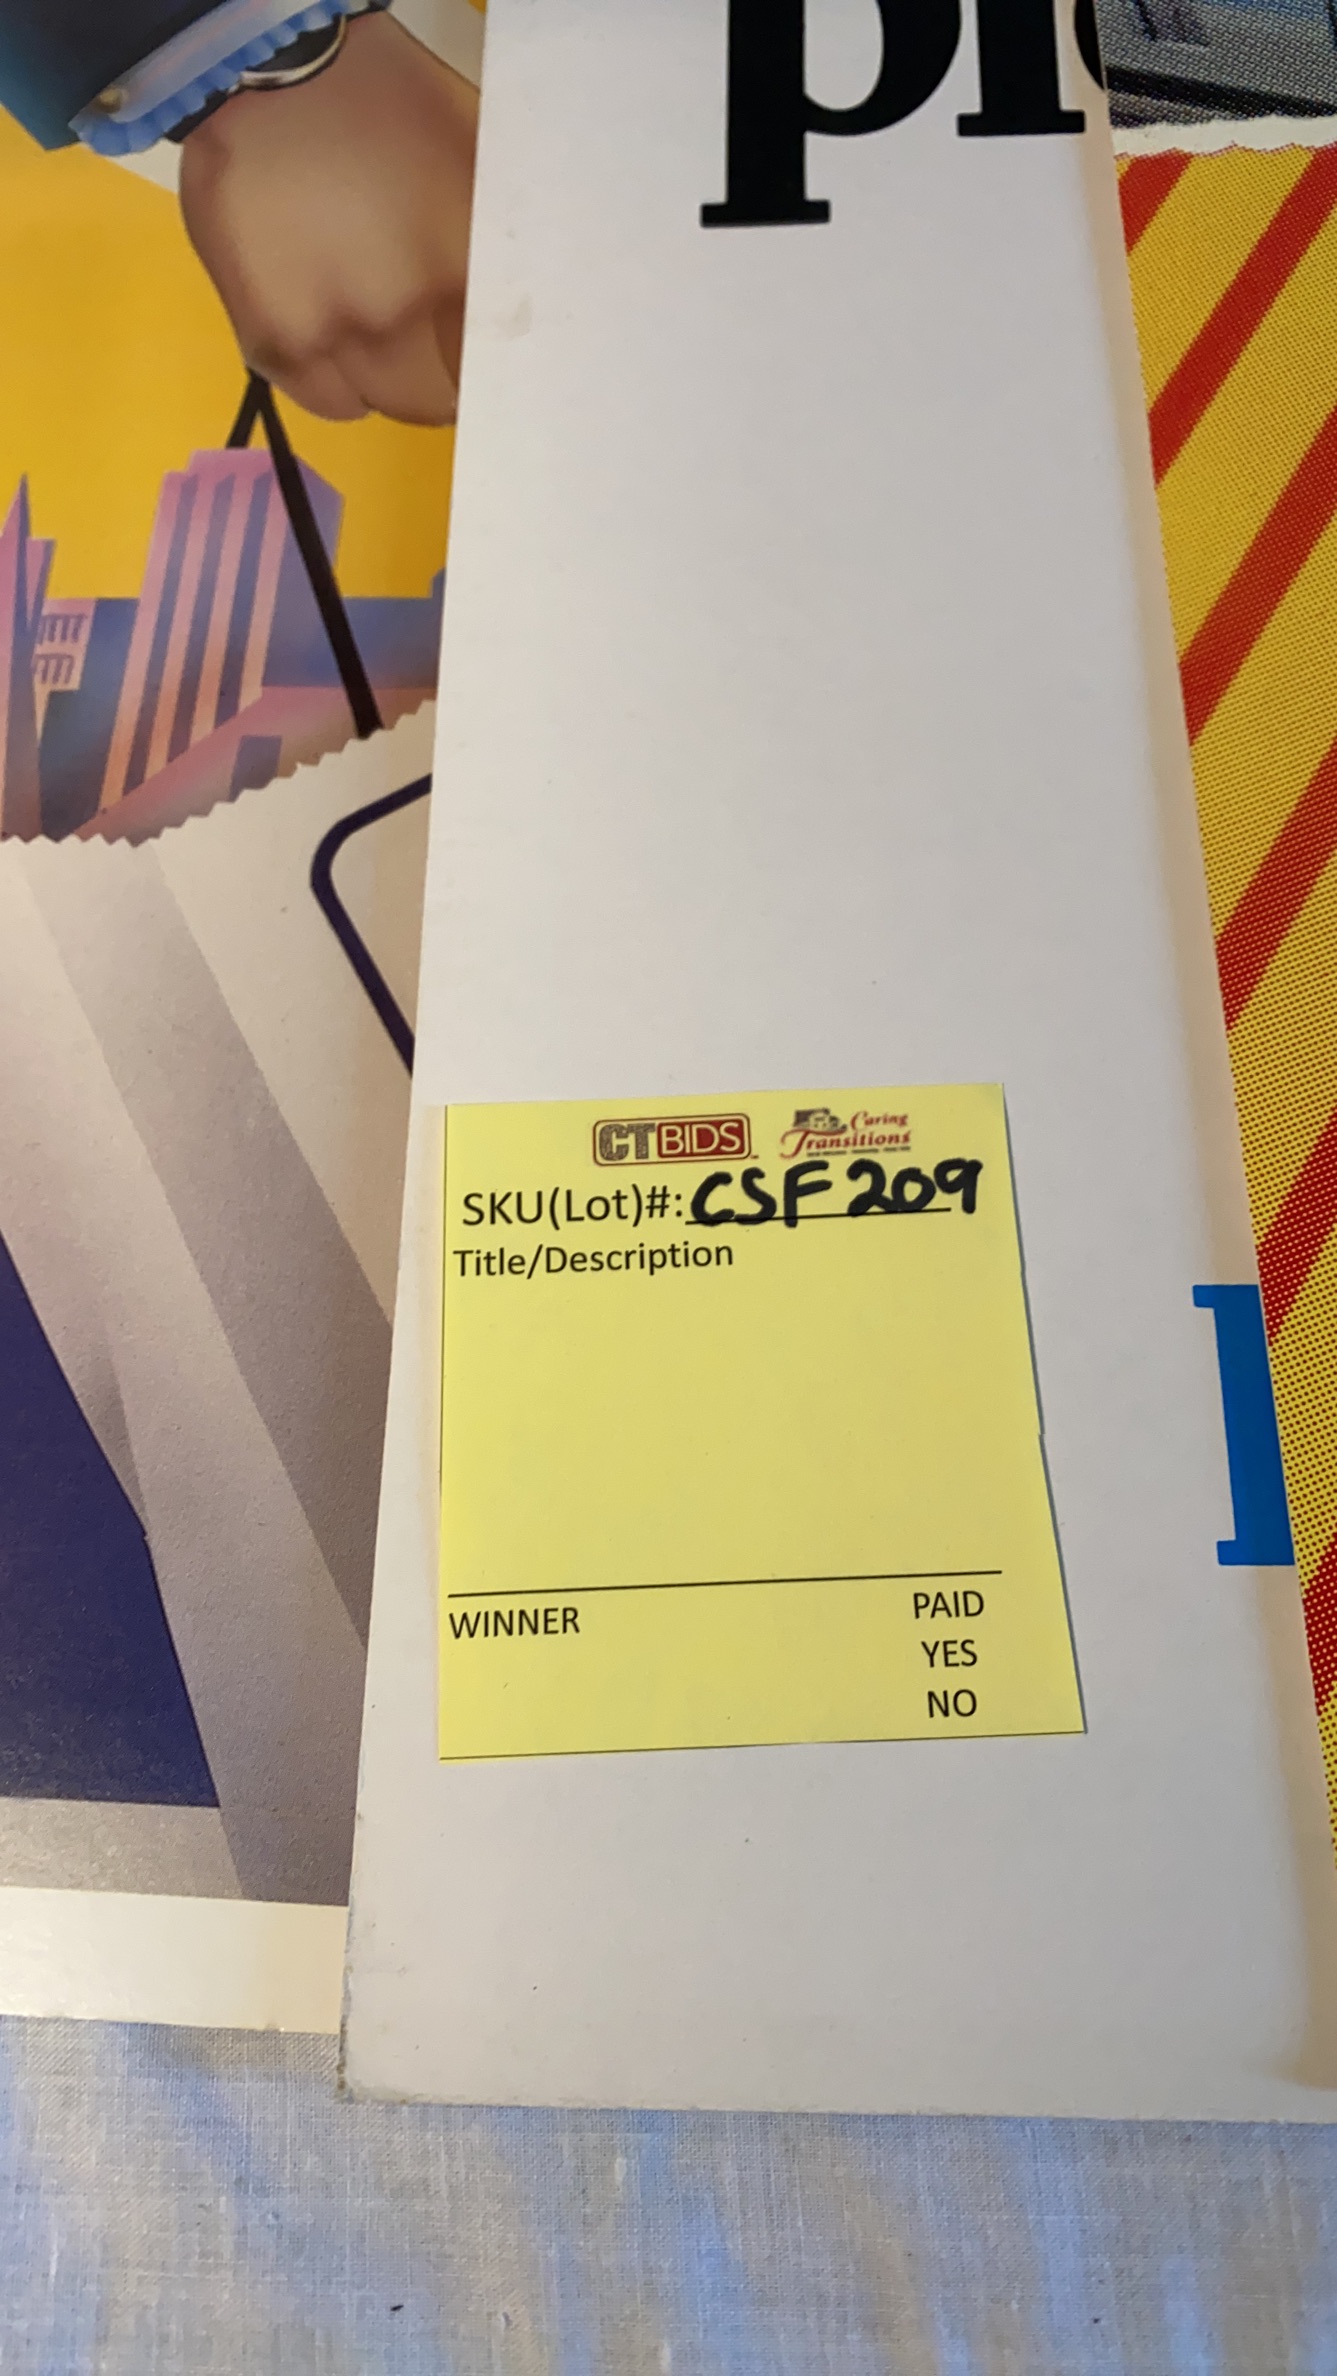 CTBIDS
Caring
Transitions
SKU(Lot)#: CSF209
Title/Description
WINNER
PAID
YES
NO